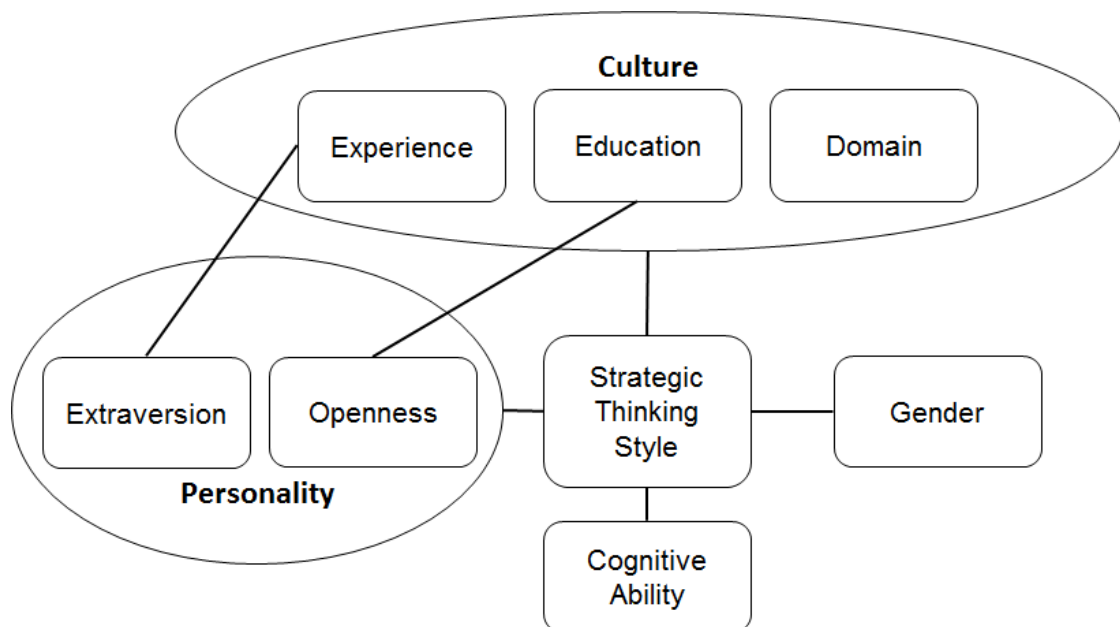 Culture
Experience
Education
Domain
Extraversion
Openness
Personality
Strategic
Thinking
Style
Gender
Cognitive
Ability